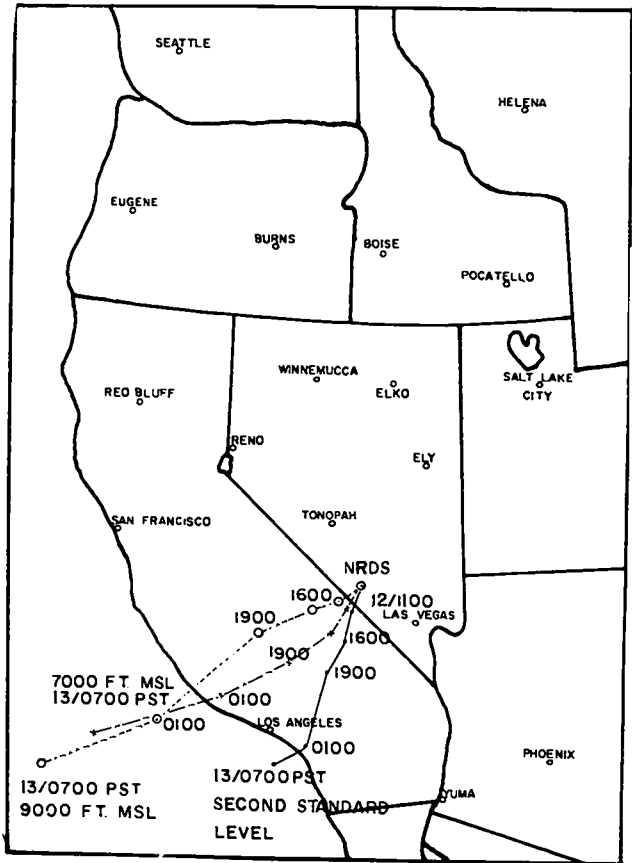 SEATTLE
HELENA
EUGENE
BURNS
BOISE
POCATELLO
WINNEMUCCA
ELKO
SALT LAKE
CITY
RED BLUFF
RENO
ELY
TONOPAH
SAN FRANCISCO
NRDS
12/1100
LAS VEGAS
1600
1900
1600
1900
1900
7000 FT. MSL
13/0700 PST
0100
0100
LOS ANGELES
0100
PHOENIX
13/0700 PST
13/0700 PST
9000 FT. MSL
SECOND STANDARD
LEVEL
YUMA